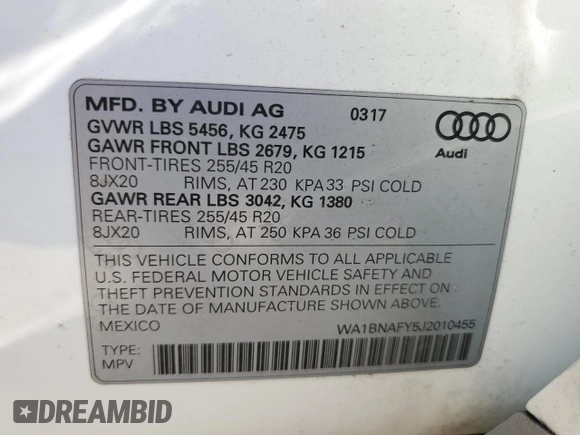 MFD. BY AUDI AG 0317
GVWR LBS 5456, KG 2475
GAWR FRONT LBS 2679, KG 1215
FRONT-TIRES 255/45 R20
8JX20 RIMS, AT 230 KPA 33 PSI COLD
GAWR REAR LBS 3042, KG 1380
REAR-TIRES 255/45 R20
8JX20 RIMS, AT 250 KPA 36 PSI COLD
Audi
THIS VEHICLE CONFORMS TO ALL APPLICABLE
U.S. FEDERAL MOTOR VEHICLE SAFETY AND
THEFT PREVENTION STANDARDS IN EFFECT ON
THE DATE OF MANUFACTURE SHOWN ABOVE.
MEXICO WA1BNAFY5J2010455
TYPE:
MPV
DREAMBID